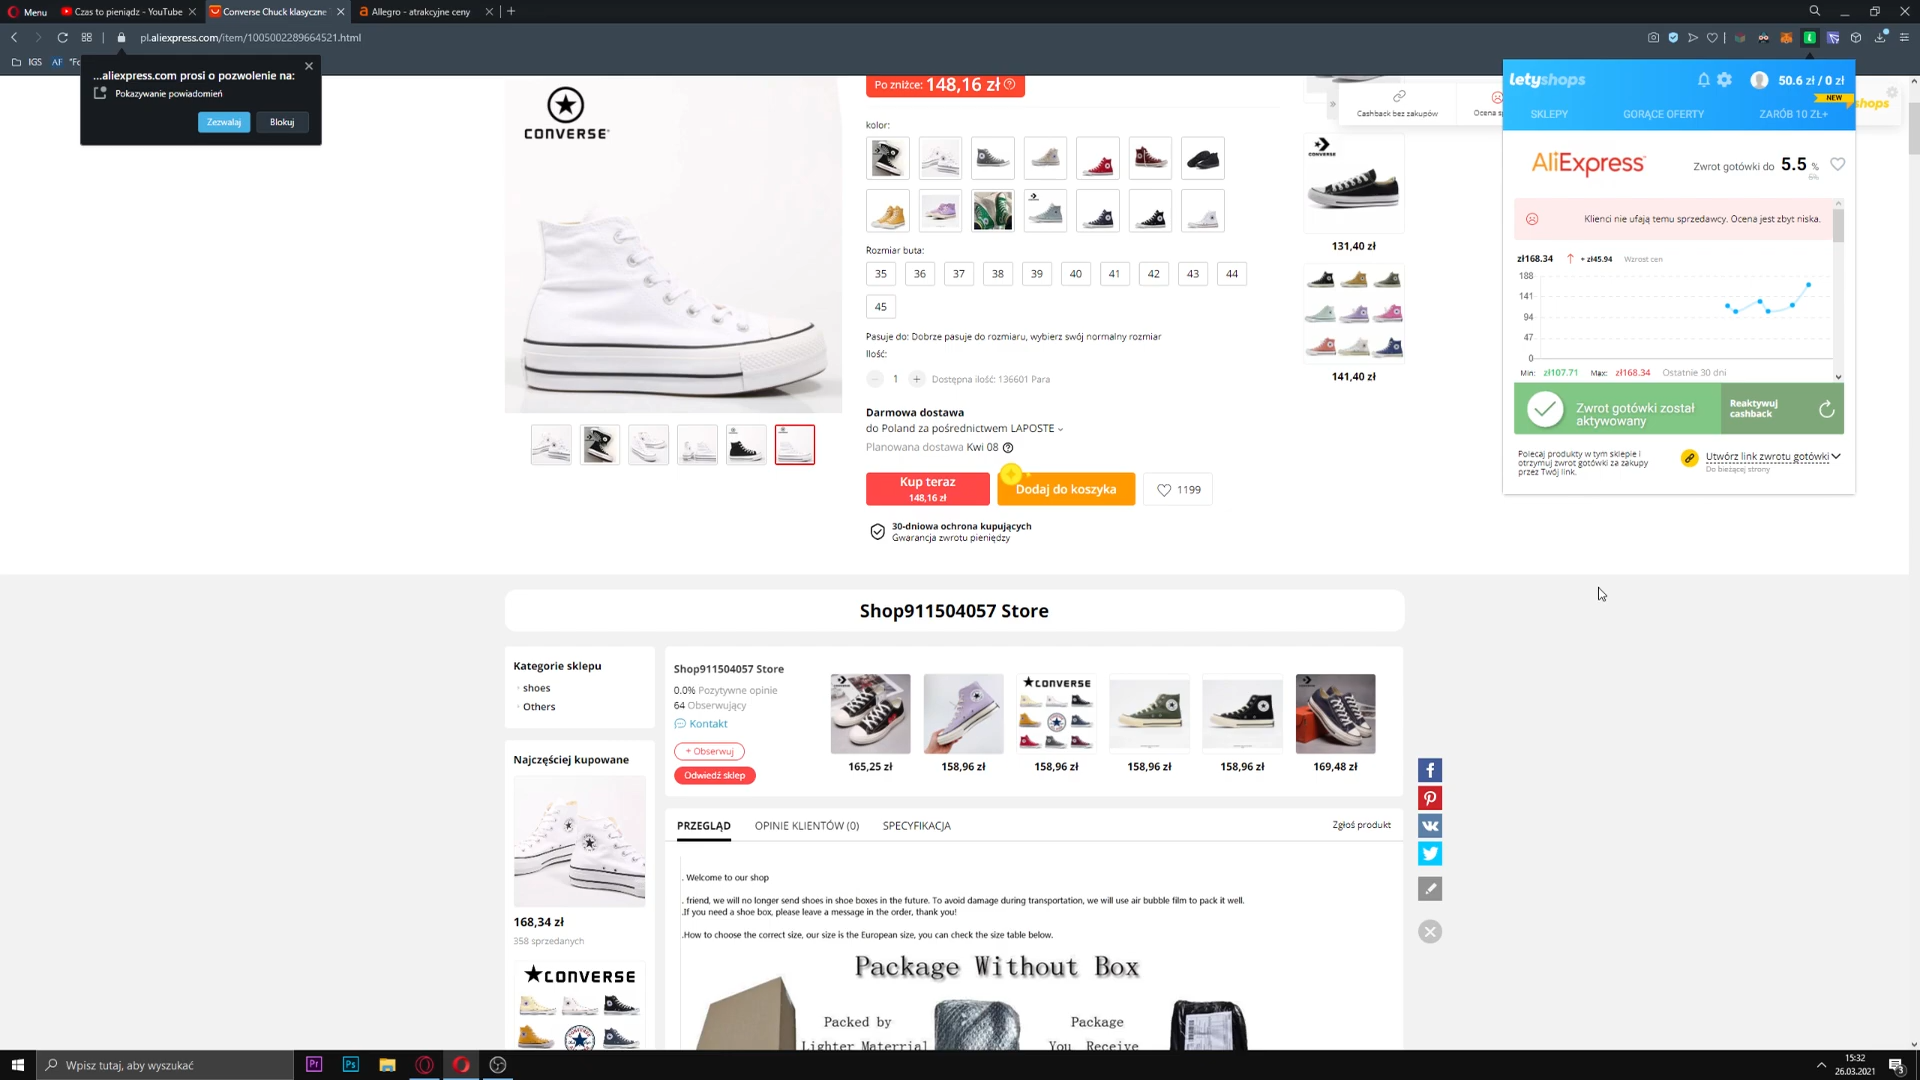 Menu
Czas to pieniądz - YouTube
Converse Chuck klasyczne
Allegro - atrakcyjne ceny
pl.aliexpress.com/item/1005002289664521.html
IGS
AF
...aliexpress.com prosi o pozwolenie na:
Pokazywanie powiadomień
Zezwalaj
Blokuj
CONVERSE
Po zniżce: 148,16 zł
kolor:
Rozmiar buta:
35
36
37
38
39
40
41
42
43
44
45
Pasuje do: Dobrze pasuje do rozmiaru, wybierz swój normalny rozmiar
Ilość:
1
Dostępna ilość: 136601 Para
Darmowa dostawa
do Poland za pośrednictwem LAPOSTE
Planowana dostawa Kwi 08
Kup teraz
148,16 zł
Dodaj do koszyka
1199
30-dniowa ochrona kupujących
Gwarancja zwrotu pieniędzy
CONVERSE
131,40 zł
141,40 zł
Cashback bez zakupów
Ocena
shops
letyshops
50.6 zł / 0 zł
NEW
SKLEPY
GORĄCE OFERTY
ZARÓB 10 ZŁ+
AliExpress
Zwrot gotówki do 5.5 %
Klienci nie ufają temu sprzedawcy. Ocena jest zbyt niska.
zł168.34
+ zł45.94
Wzrost cen
188
141
94
47
0
Min: zł107.71 Max: zł168.34 Ostatnie 30 dni
Zwrot gotówki został
aktywowany
Reaktywuj
cashback
Polecaj produkty w tym sklepie i
otrzymuj zwrot gotówki za zakupy
przez Twój link.
Utwórz link zwrotu gotówki
Do bieżącej strony
Shop911504057 Store
Kategorie sklepu
shoes
Others
Najczęściej kupowane
168,34 zł
358 sprzedanych
CONVERSE
Shop911504057 Store
0.0% Pozytywne opinie
64 Obserwujący
Kontakt
+ Obserwuj
Odwiedź sklep
CONVERSE
165,25 zł
158,96 zł
158,96 zł
158,96 zł
158,96 zł
169,48 zł
PRZEGLĄD
OPINIE KLIENTÓW (0)
SPECYFIKACJA
Zgłoś produkt
. Welcome to our shop
. friend, we will no longer send shoes in shoe boxes in the future. To avoid damage during transportation, we will use air bubble film to pack it well.
.If you need a shoe box, please leave a message in the order, thank you!
.How to choose the correct size, our size is the European size, you can check the size table below.
Package Without Box
Packed by
Lighter Materrial
Package
You Receive
Wpisz tutaj, aby wyszukać
15:32
26.03.2021
3